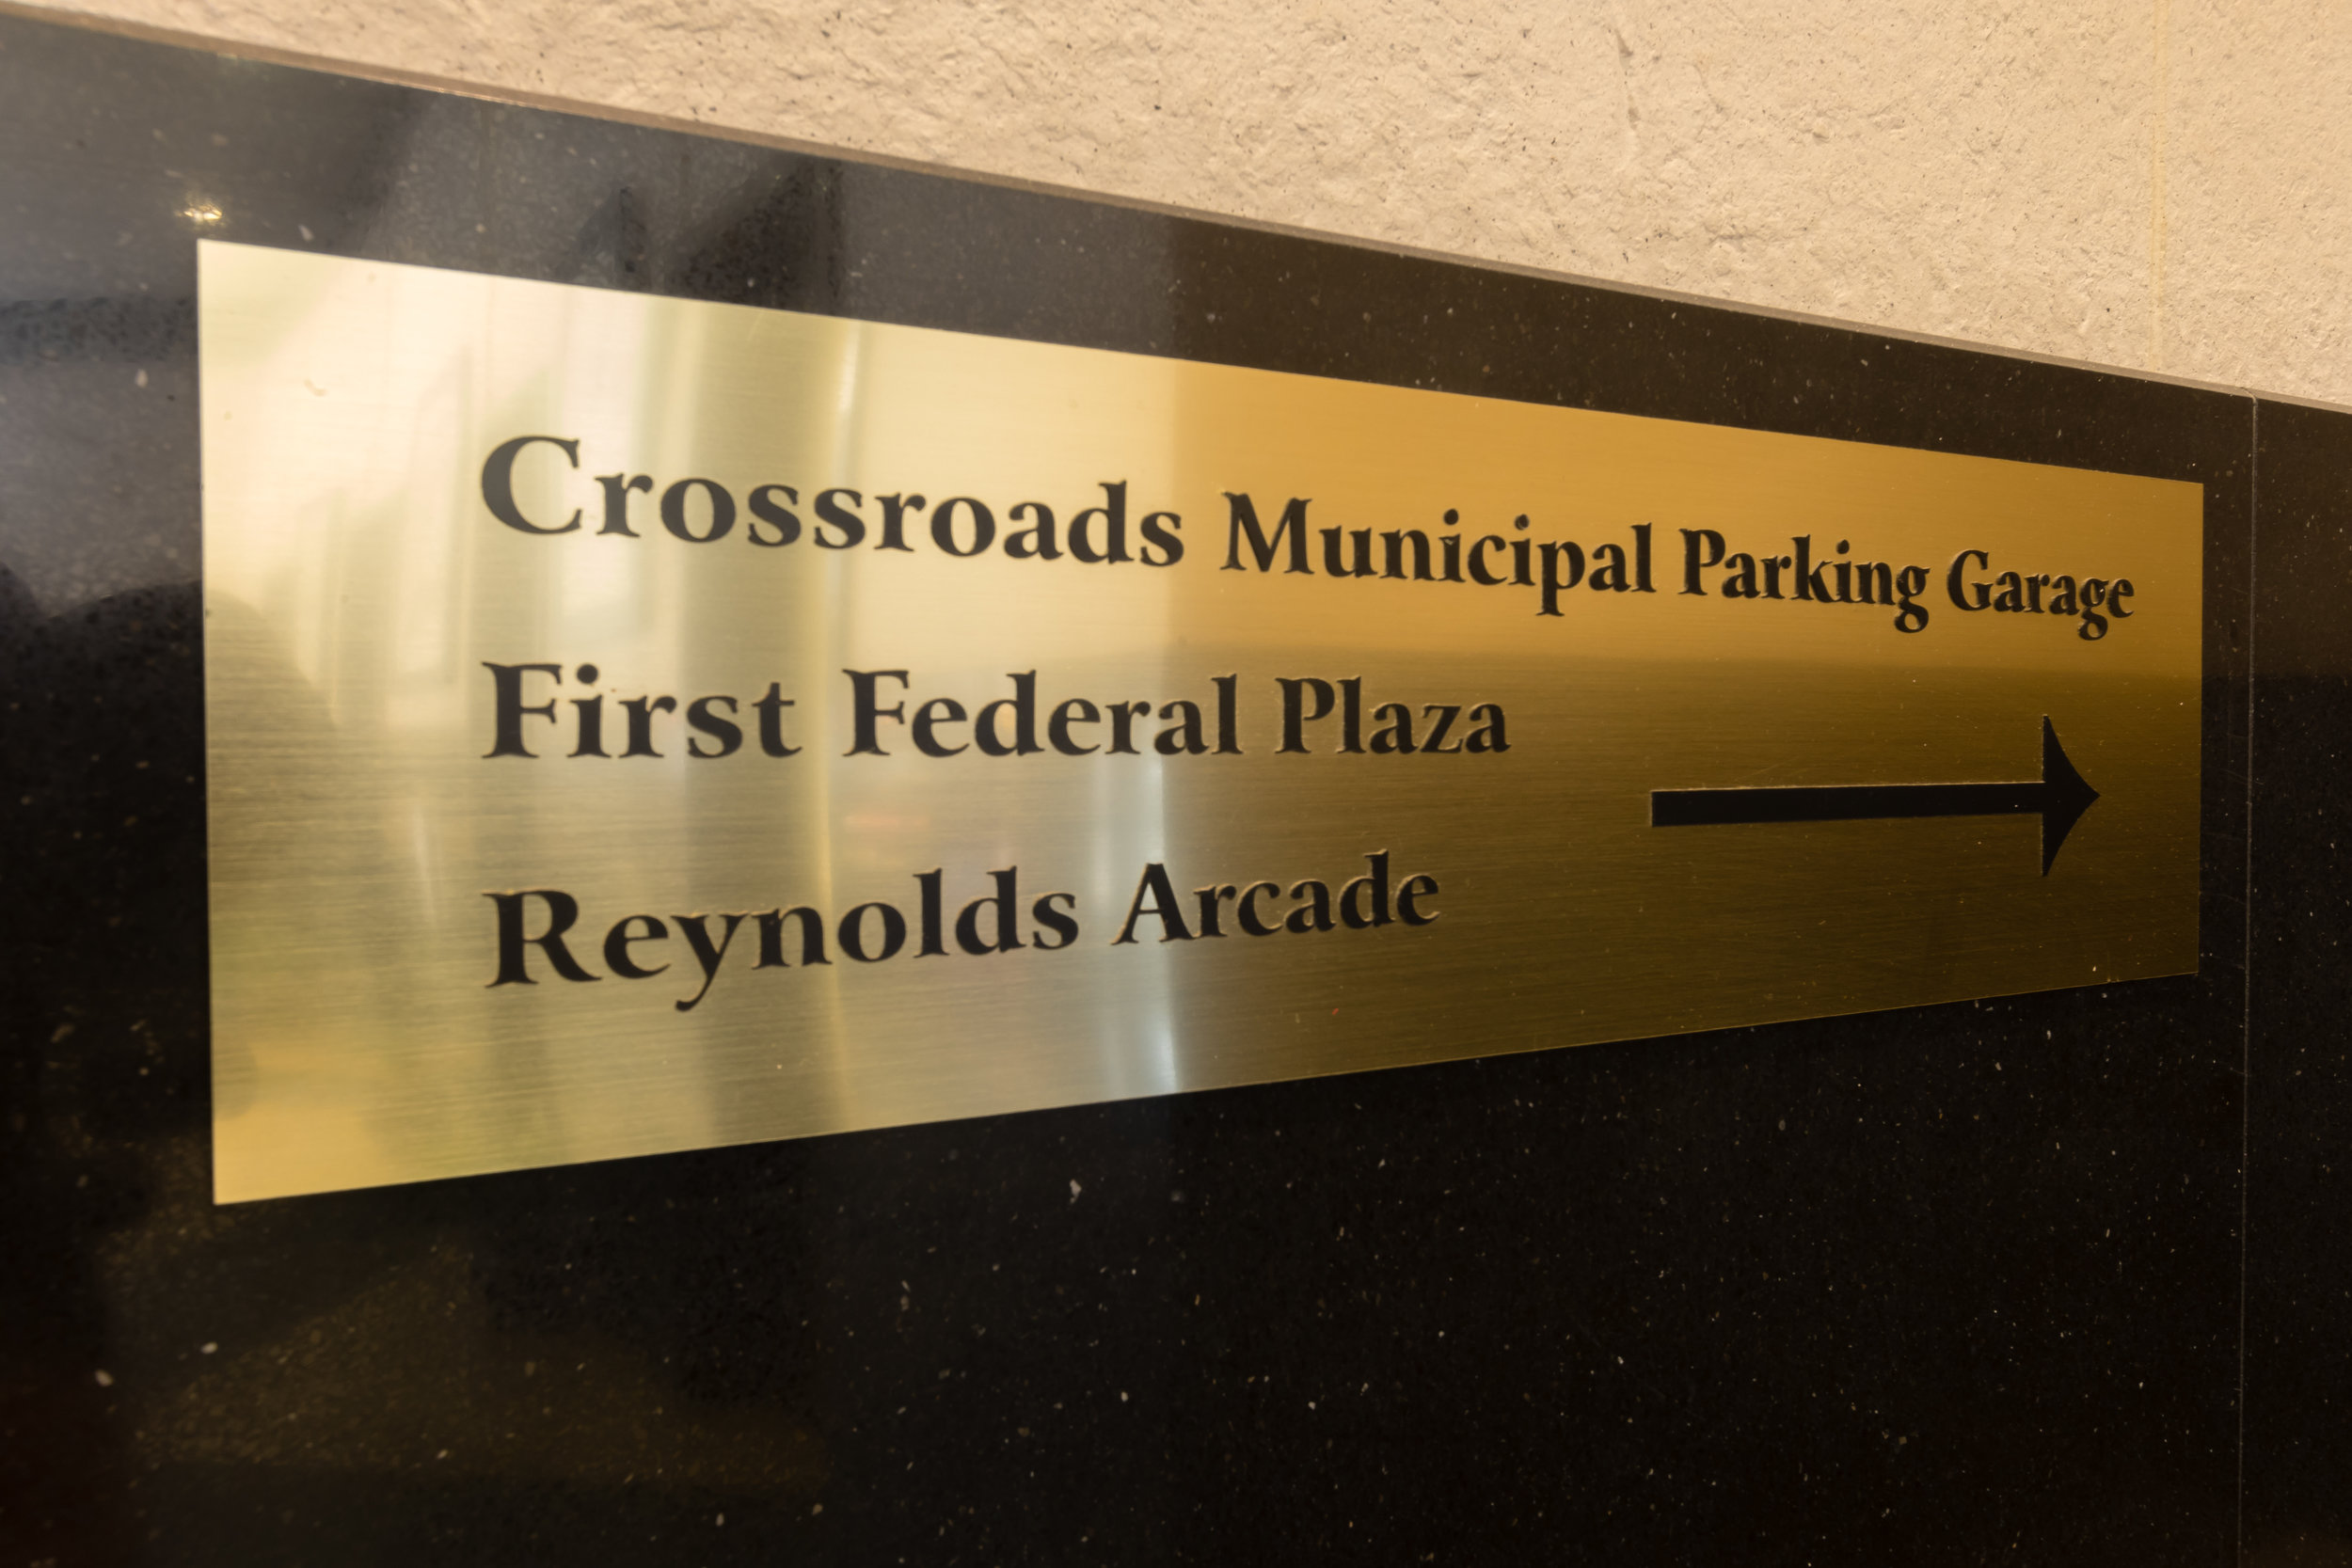 Crossroads Municipal Parking Garage
First Federal Plaza
Reynolds Arcade